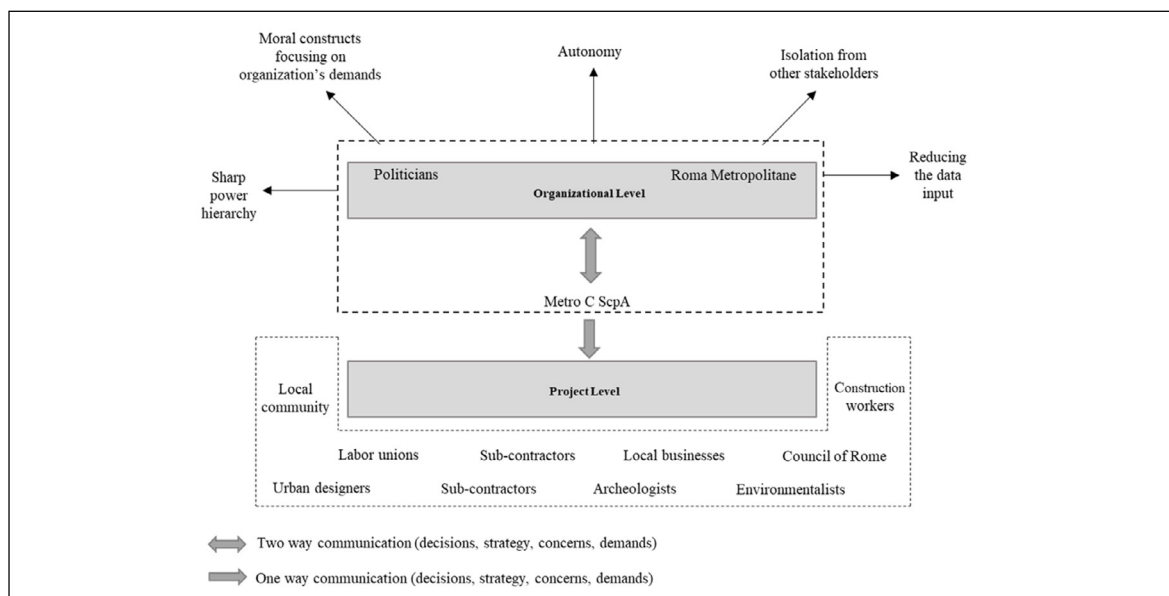 Moral constructs
focusing on
organization's demands
Autonomy
Isolation from
other stakeholders
Sharp
power
hierarchy
Politicians
Roma Metropolitane
Organizational Level
Reducing
the data
input
Metro C ScpA
Local
community
Project Level
Construction
workers
Labor unions Sub-contractors Local businesses Council of Rome
Urban designers Sub-contractors Archeologists Environmentalists
Two way communication (decisions, strategy, concerns, demands)
One way communication (decisions, strategy, concerns, demands)